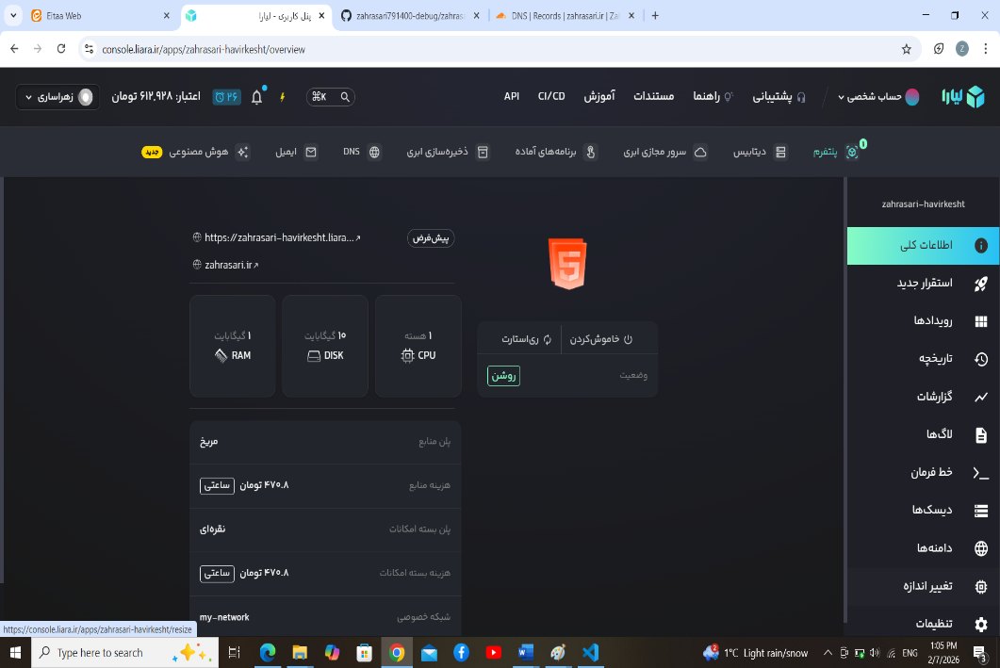 Eitaa Web
پنل کاربری - لیارا
zahrasari791400-debug/zahras
DNS | Records | zahrasari.ir | Za
console.liara.ir/apps/zahrasari-havirkesht/overview
Z
لیارا
حساب شخصی
پشتیبانی
راهنما
مستندات
آموزش
CI/CD
API
⌘K
۲۶
اعتبار: ۶۱۲,۹۲۸ تومان
زهراساری
1
پلتفرم
دیتابیس
سرور مجازی ابری
برنامه‌های آماده
ذخیره‌سازی ابری
DNS
ایمیل
هوش مصنوعی
جدید
zahrasari-havirkesht
اطلاعات کلی
استقرار جدید
رویدادها
تاریخچه
گزارشات
لاگ‌ها
خط فرمان
دیسک‌ها
دامنه‌ها
تغییر اندازه
تنظیمات
خاموش‌کردن
ری‌استارت
وضعیت
روشن
https://zahrasari-havirkesht.liara...
پیش‌فرض
zahrasari.ir
۱ هسته
CPU
۱۰ گیگابایت
DISK
۱ گیگابایت
RAM
پلن منابع
مریخ
هزینه منابع
۴۷۰.۸ تومان ساعتی
پلن بسته امکانات
نقره‌ای
هزینه بسته امکانات
۴۷۰.۸ تومان ساعتی
شبکه خصوصی
my-network
https://console.liara.ir/apps/zahrasari-havirkesht/resize
Type here to search
2
1°C Light rain/snow
ENG
1:05 PM
2/7/2026
3